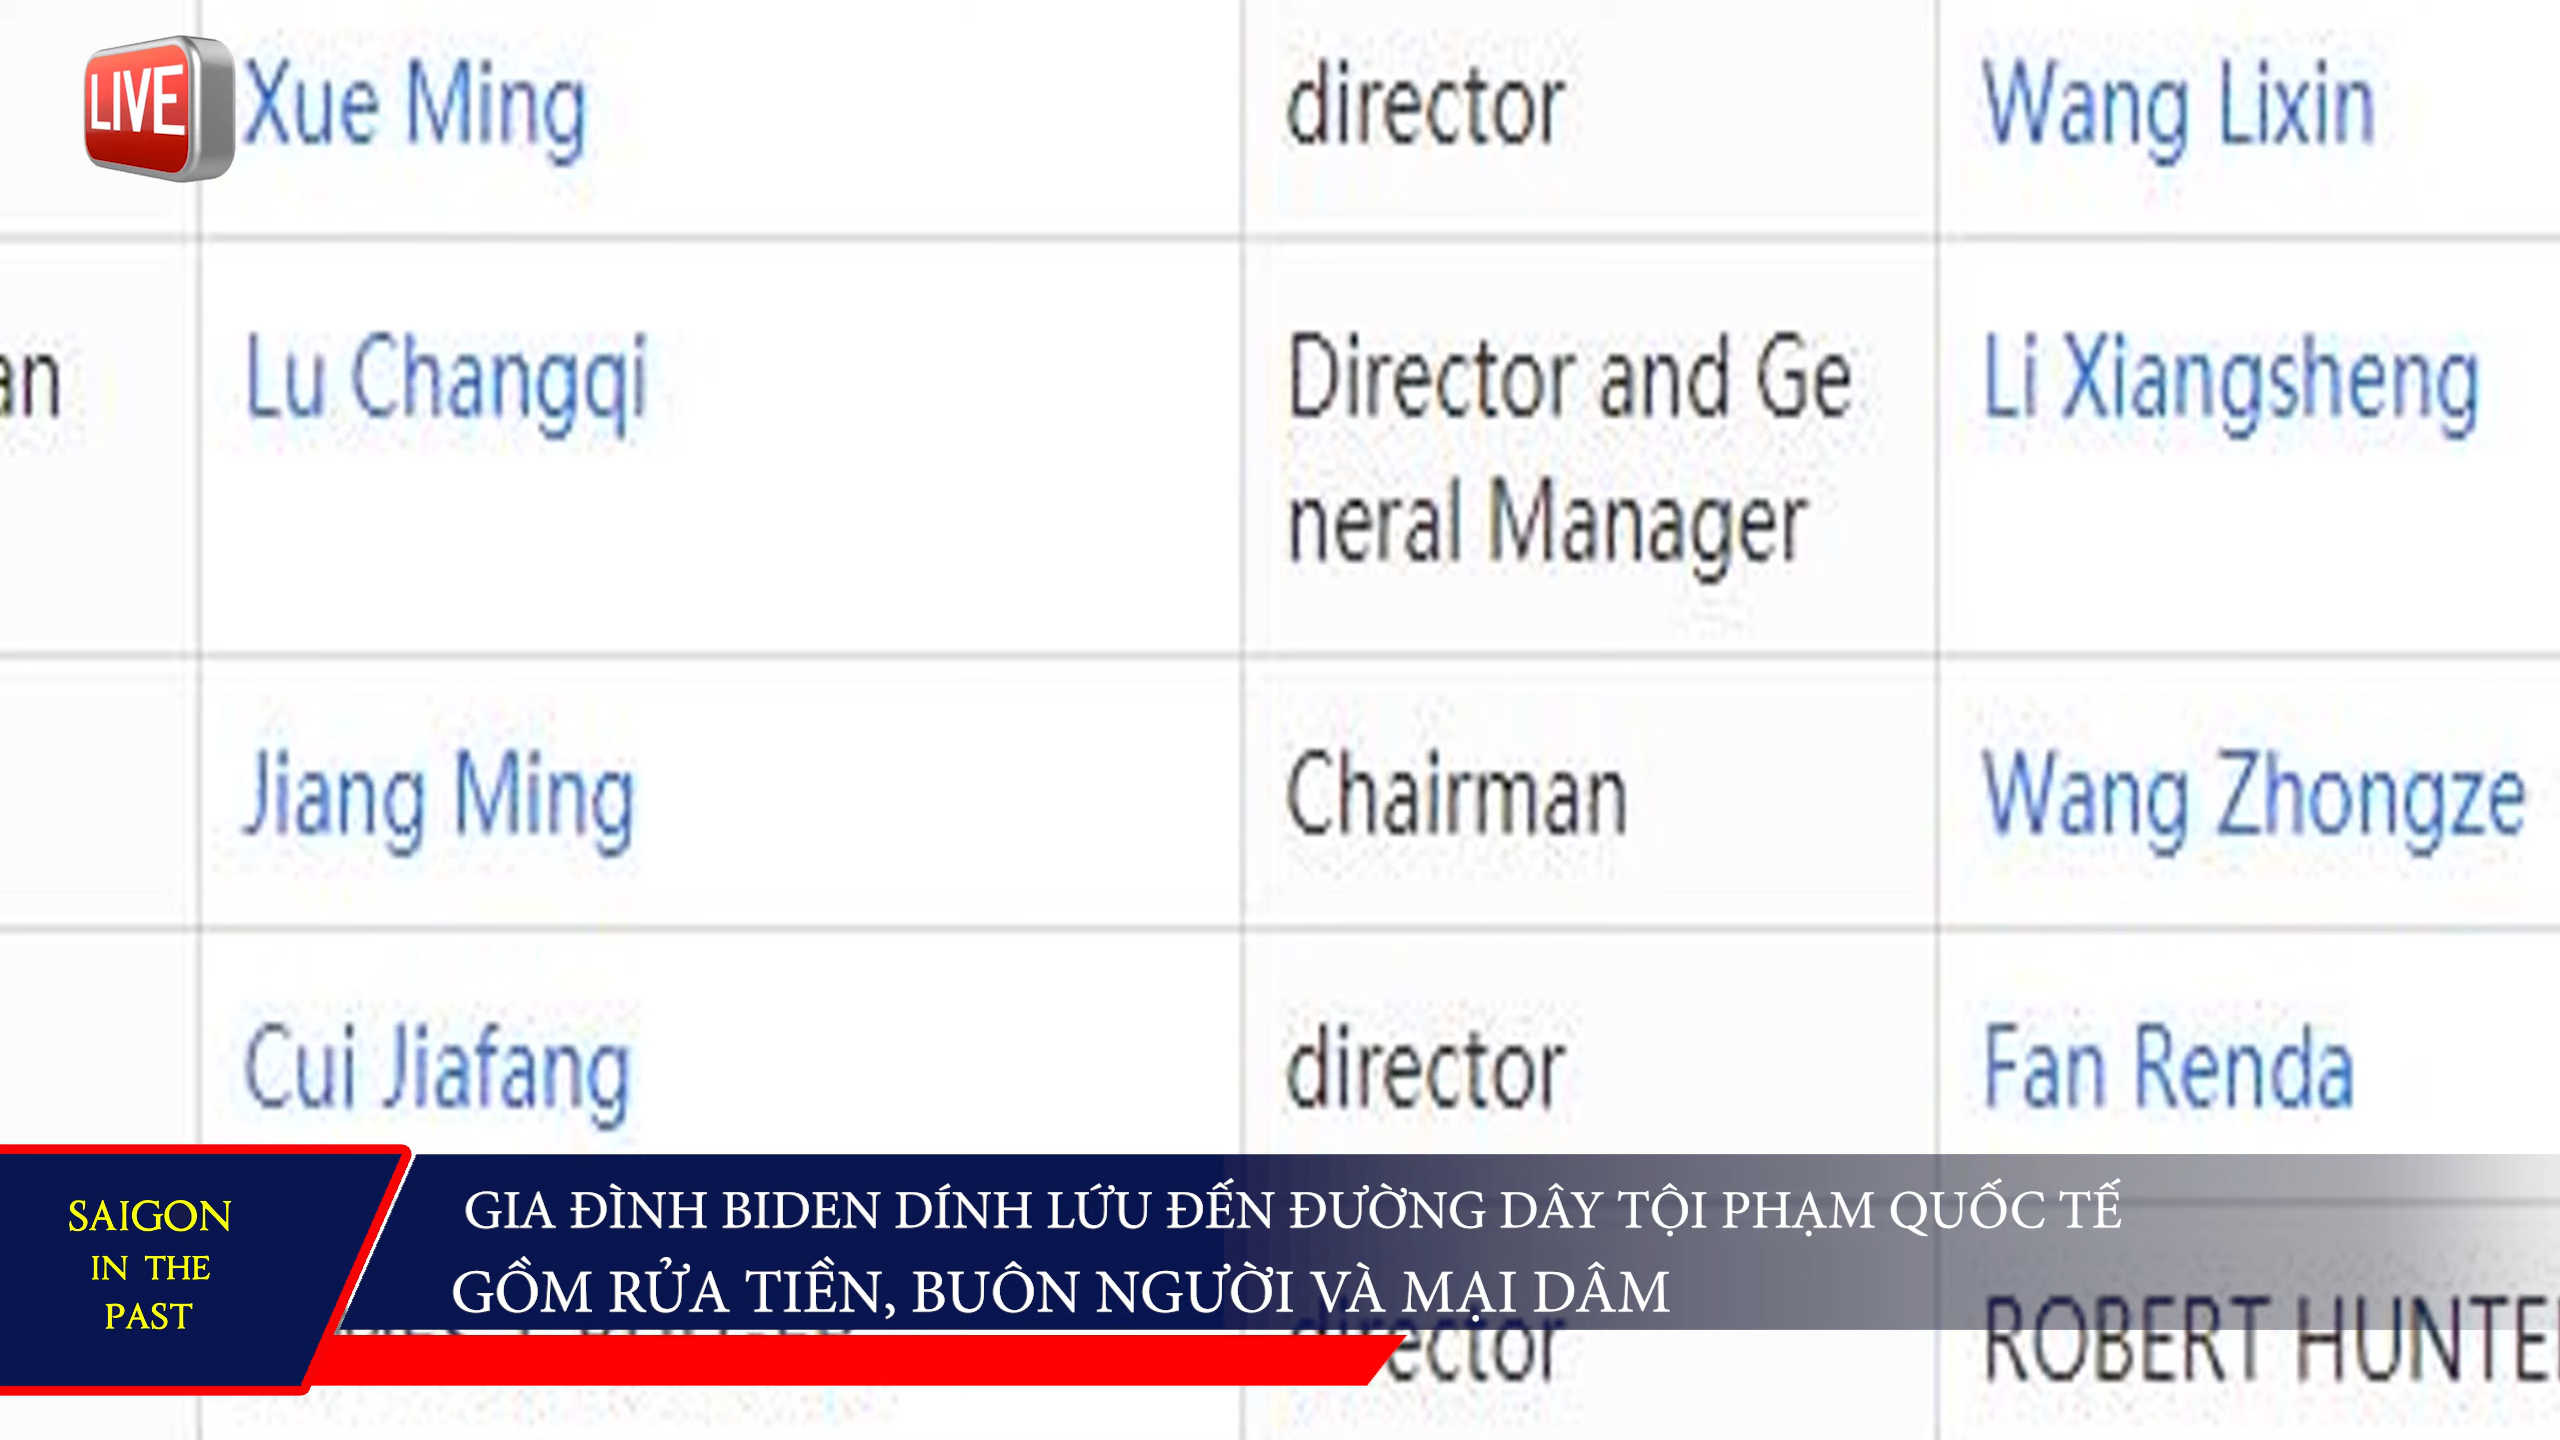 LIVE
Xue Ming
director
Wang Lixin
an
Lu Changqi
Director and Ge
neral Manager
Li Xiangsheng
Jiang Ming
Chairman
Wang Zhongze
Cui Jiafang
director
Fan Renda
SAIGON
IN THE
PAST
GIA ĐÌNH BIDEN DÍNH LỨU ĐẾN ĐƯỜNG DÂY TỘI PHẠM QUỐC TẾ
GỒM RỬA TIỀN, BUÔN NGƯỜI VÀ MẠI DÂM
director
ROBERT HUNTE